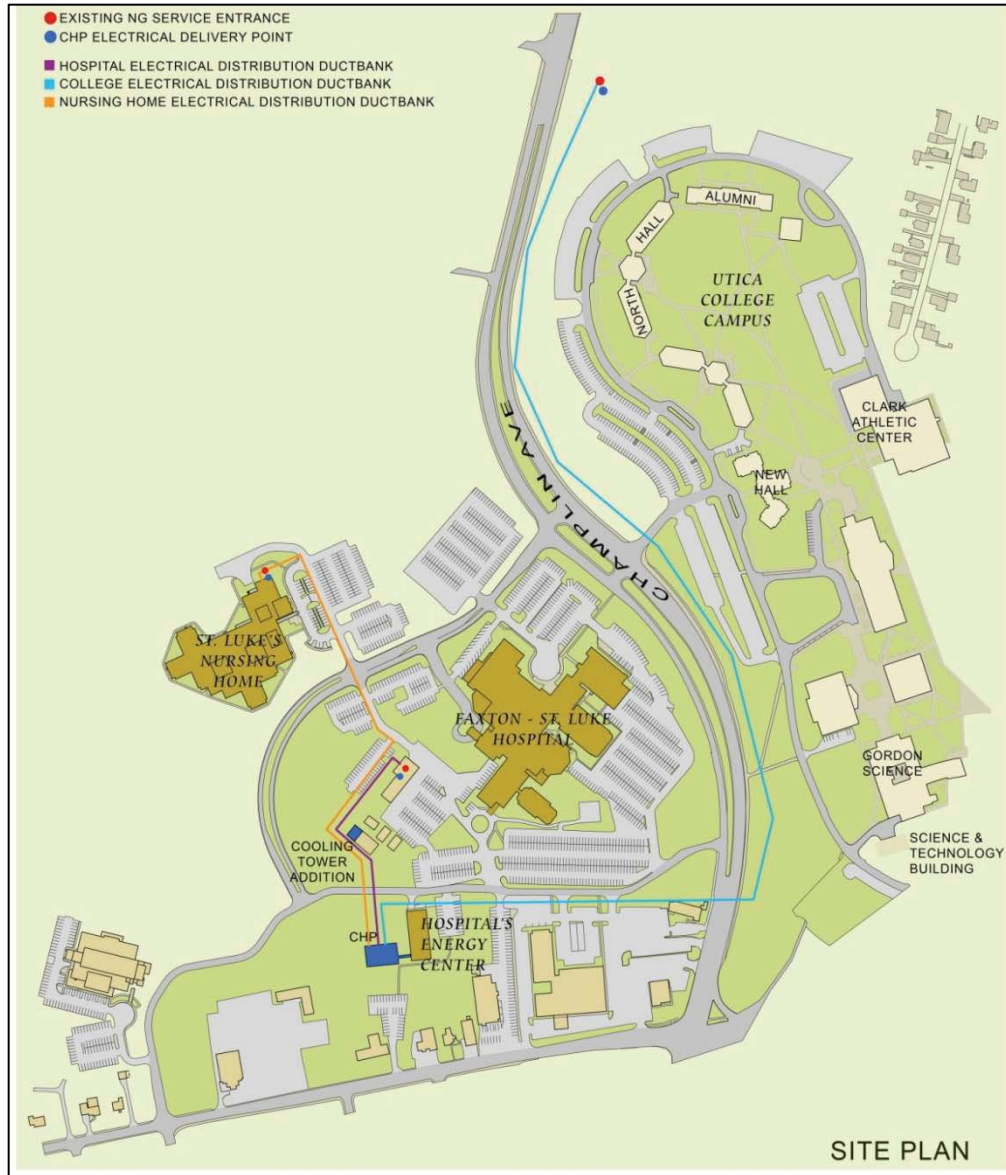 EXISTING NG SERVICE ENTRANCE
CHP ELECTRICAL DELIVERY POINT
HOSPITAL ELECTRICAL DISTRIBUTION DUCTBANK
COLLEGE ELECTRICAL DISTRIBUTION DUCTBANK
NURSING HOME ELECTRICAL DISTRIBUTION DUCTBANK
ALUMNI
HALL
NORTH
UTICA
COLLEGE
CAMPUS
CLARK
ATHLETIC
CENTER
NEW
HALL
CHAMPLIN AVE
ST. LUKE'S
NURSING
HOME
FAXTON - ST. LUKE
HOSPITAL
GORDON
SCIENCE
SCIENCE &
TECHNOLOGY
BUILDING
COOLING
TOWER
ADDITION
CHP
HOSPITAL'S
ENERGY
CENTER
SITE PLAN